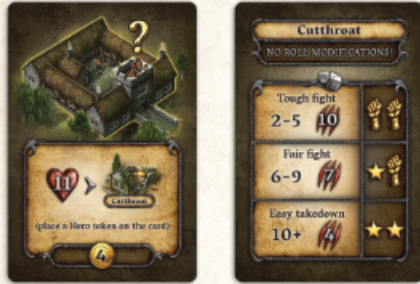 ?
11
Cutthroat
(place a Hero token on the card)
4
Cutthroat
NO ROLL MODIFICATIONS!
Tough fight
2-5 10
Fair fight
6-9 7
Easy takedown
10+ 4